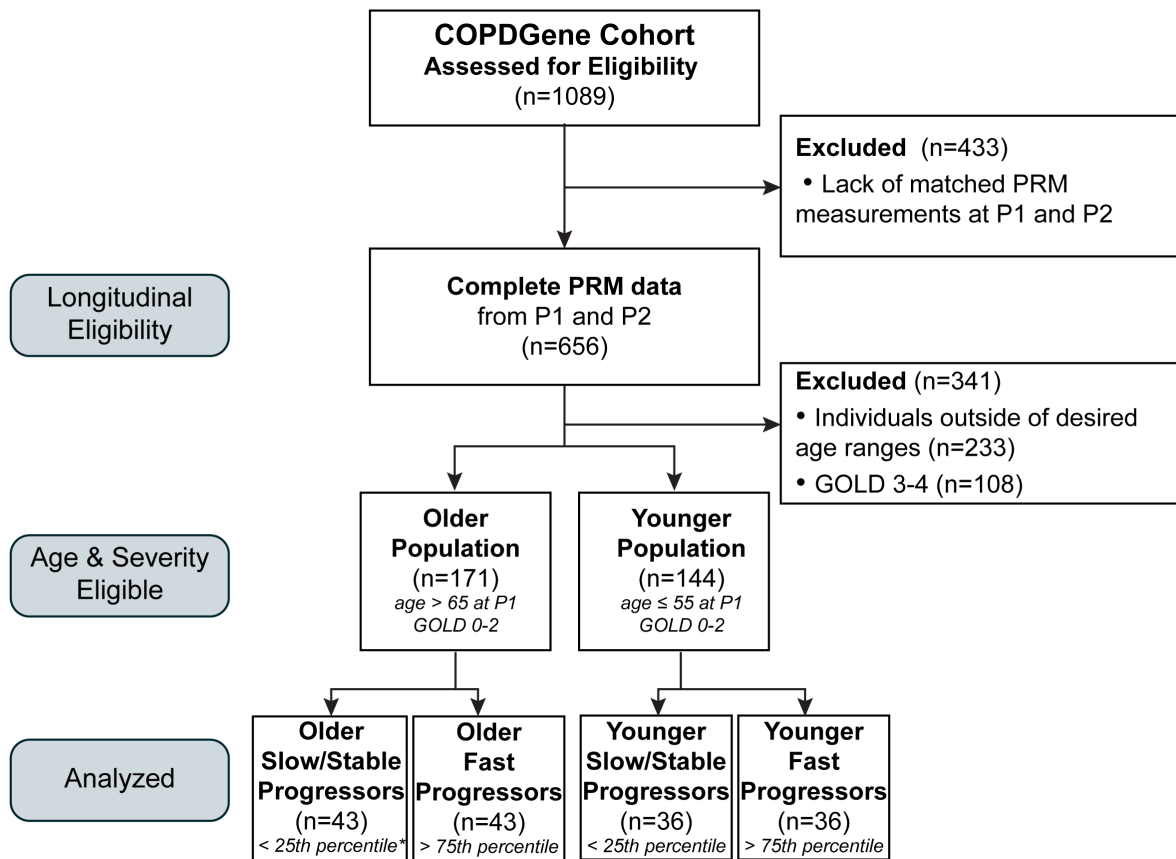 COPDGene Cohort
Assessed for Eligibility
(n=1089)
Excluded (n=433)
• Lack of matched PRM
measurements at P1 and P2
Longitudinal
Eligibility
Complete PRM data
from P1 and P2
(n=656)
Excluded (n=341)
• Individuals outside of desired
age ranges (n=233)
• GOLD 3-4 (n=108)
Age & Severity
Eligible
Older
Population
(n=171)
age > 65 at P1
GOLD 0-2
Younger
Population
(n=144)
age ≤ 55 at P1
GOLD 0-2
Analyzed
Older
Slow/Stable
Progressors
(n=43)
< 25th percentile*
Older
Fast
Progressors
(n=43)
> 75th percentile
Younger
Slow/Stable
Progressors
(n=36)
< 25th percentile
Younger
Fast
Progressors
(n=36)
> 75th percentile